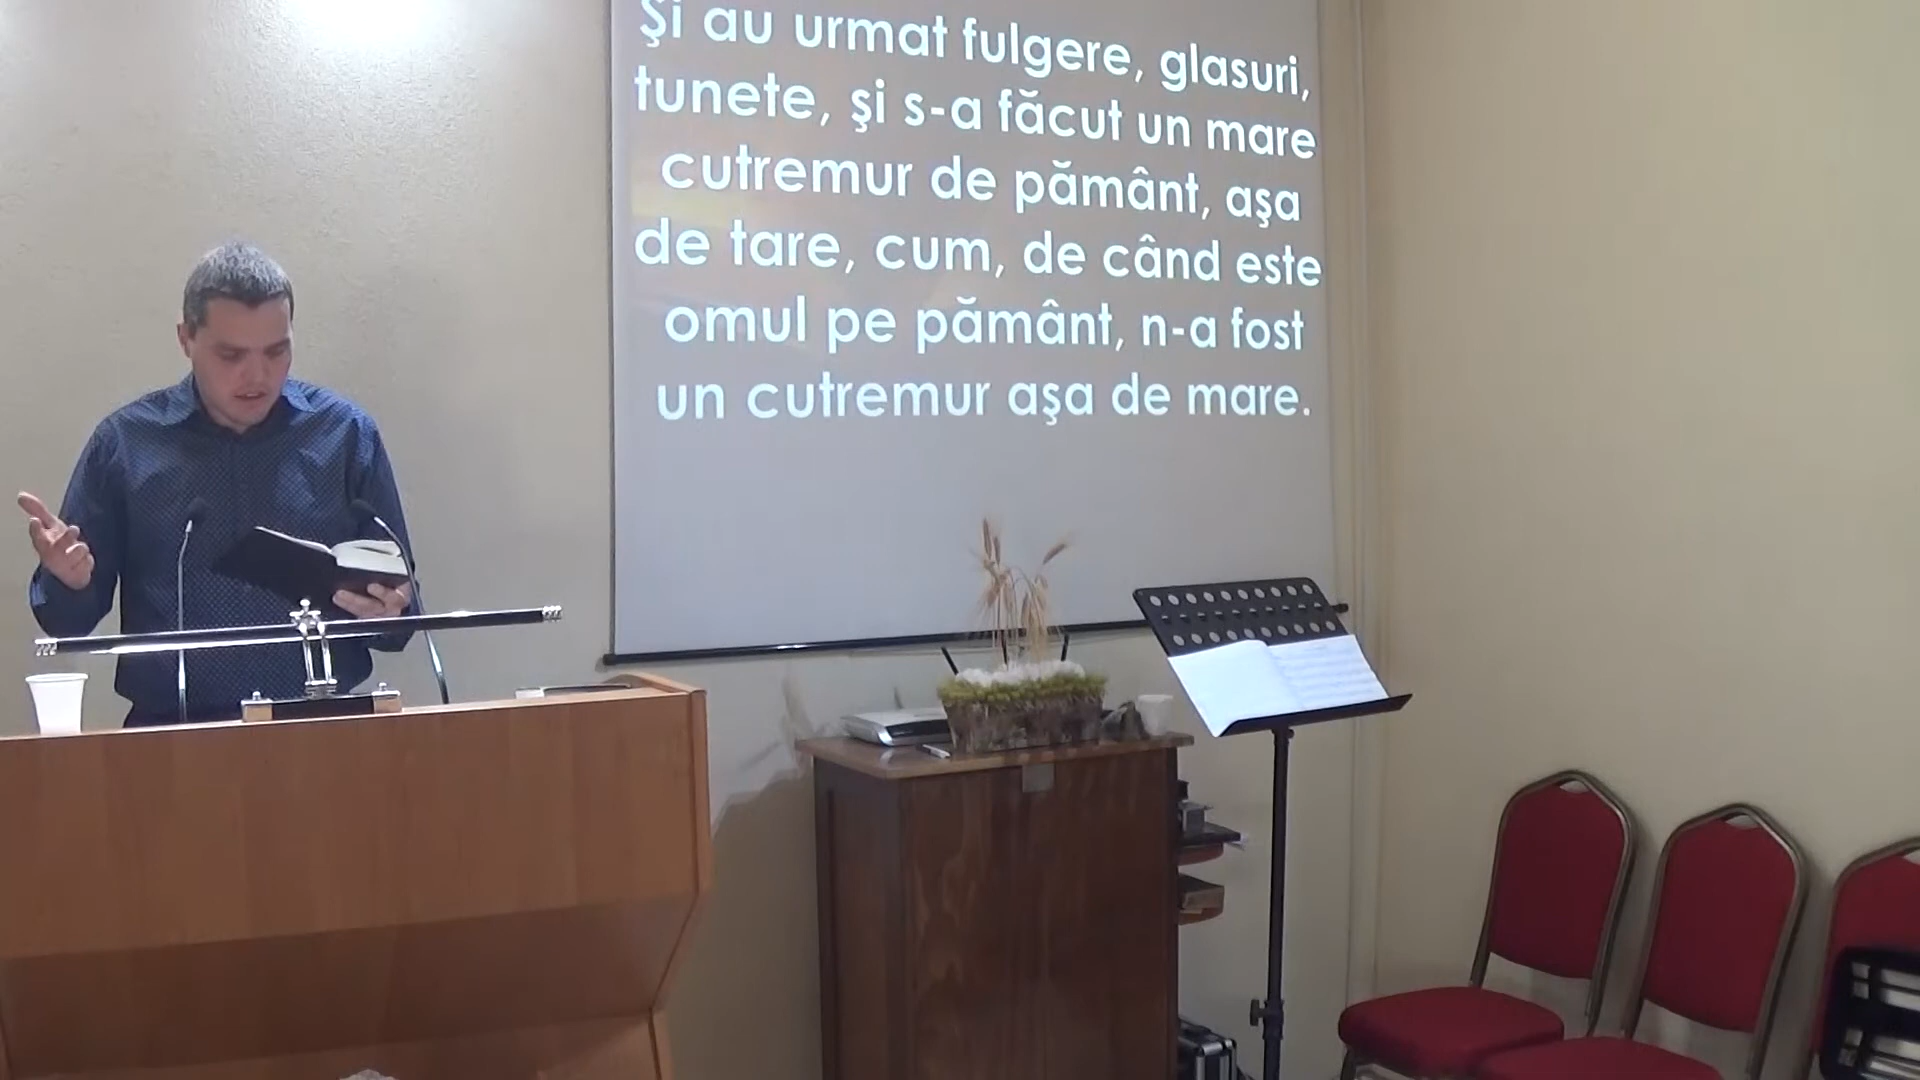 Şi au urmat fulgere, glasuri,
tunete, şi s-a făcut un mare
cutremur de pământ, aşa
de tare, cum, de când este
omul pe pământ, n-a fost
un cutremur aşa de mare.